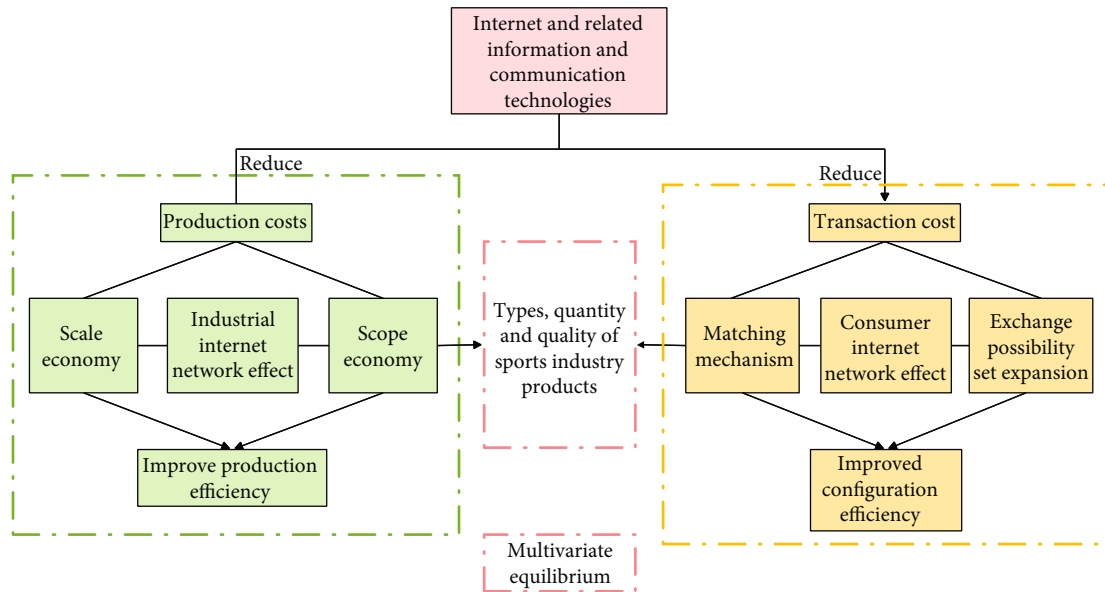 Internet and related
information and
communication
technologies
Reduce
Reduce
Production costs
Transaction cost
Scale
economy
Industrial
internet
network effect
Scope
economy
Types, quantity
and quality of
sports industry
products
Matching
mechanism
Consumer
internet
network effect
Exchange
possibility
set expansion
Improve production
efficiency
Improved
configuration
efficiency
Multivariate
equilibrium